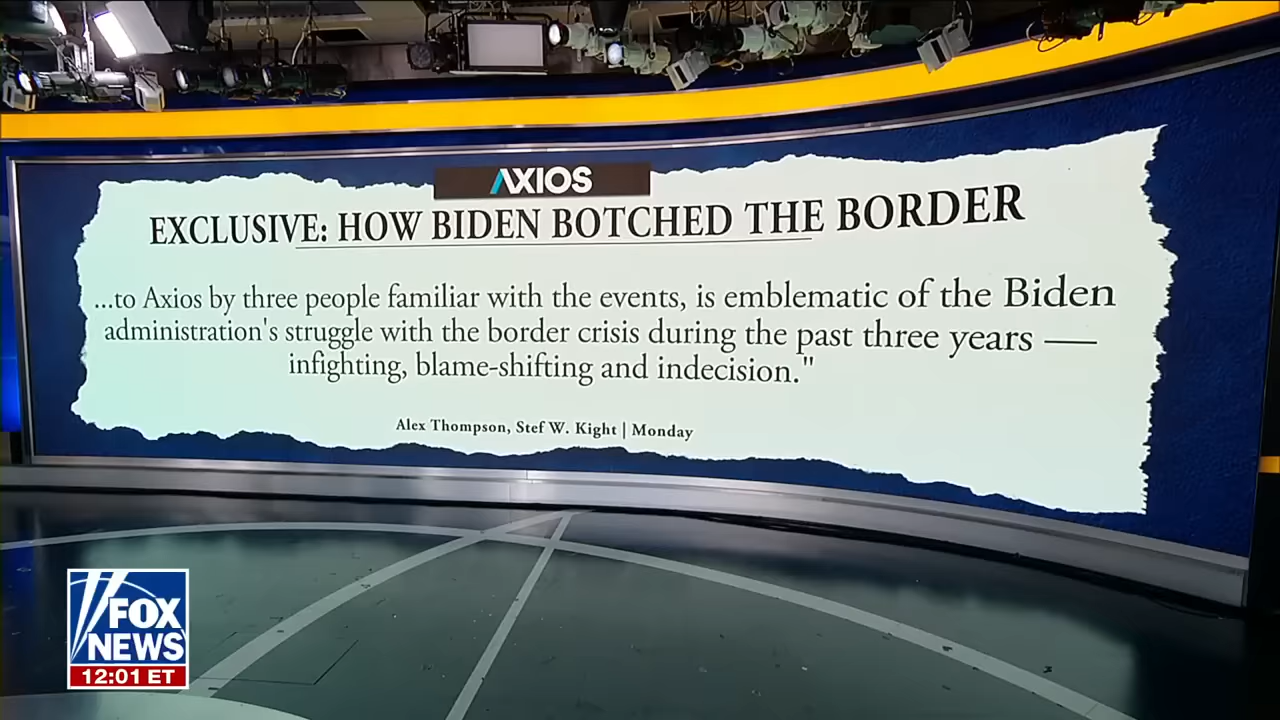 AXIOS
EXCLUSIVE: HOW BIDEN BOTCHED THE BORDER
...to Axios by three people familiar with the events, is emblematic of the Biden
administration's struggle with the border crisis during the past three years —
infighting, blame-shifting and indecision."
Alex Thompson, Stef W. Kight | Monday
FOX
NEWS
12:01 ET